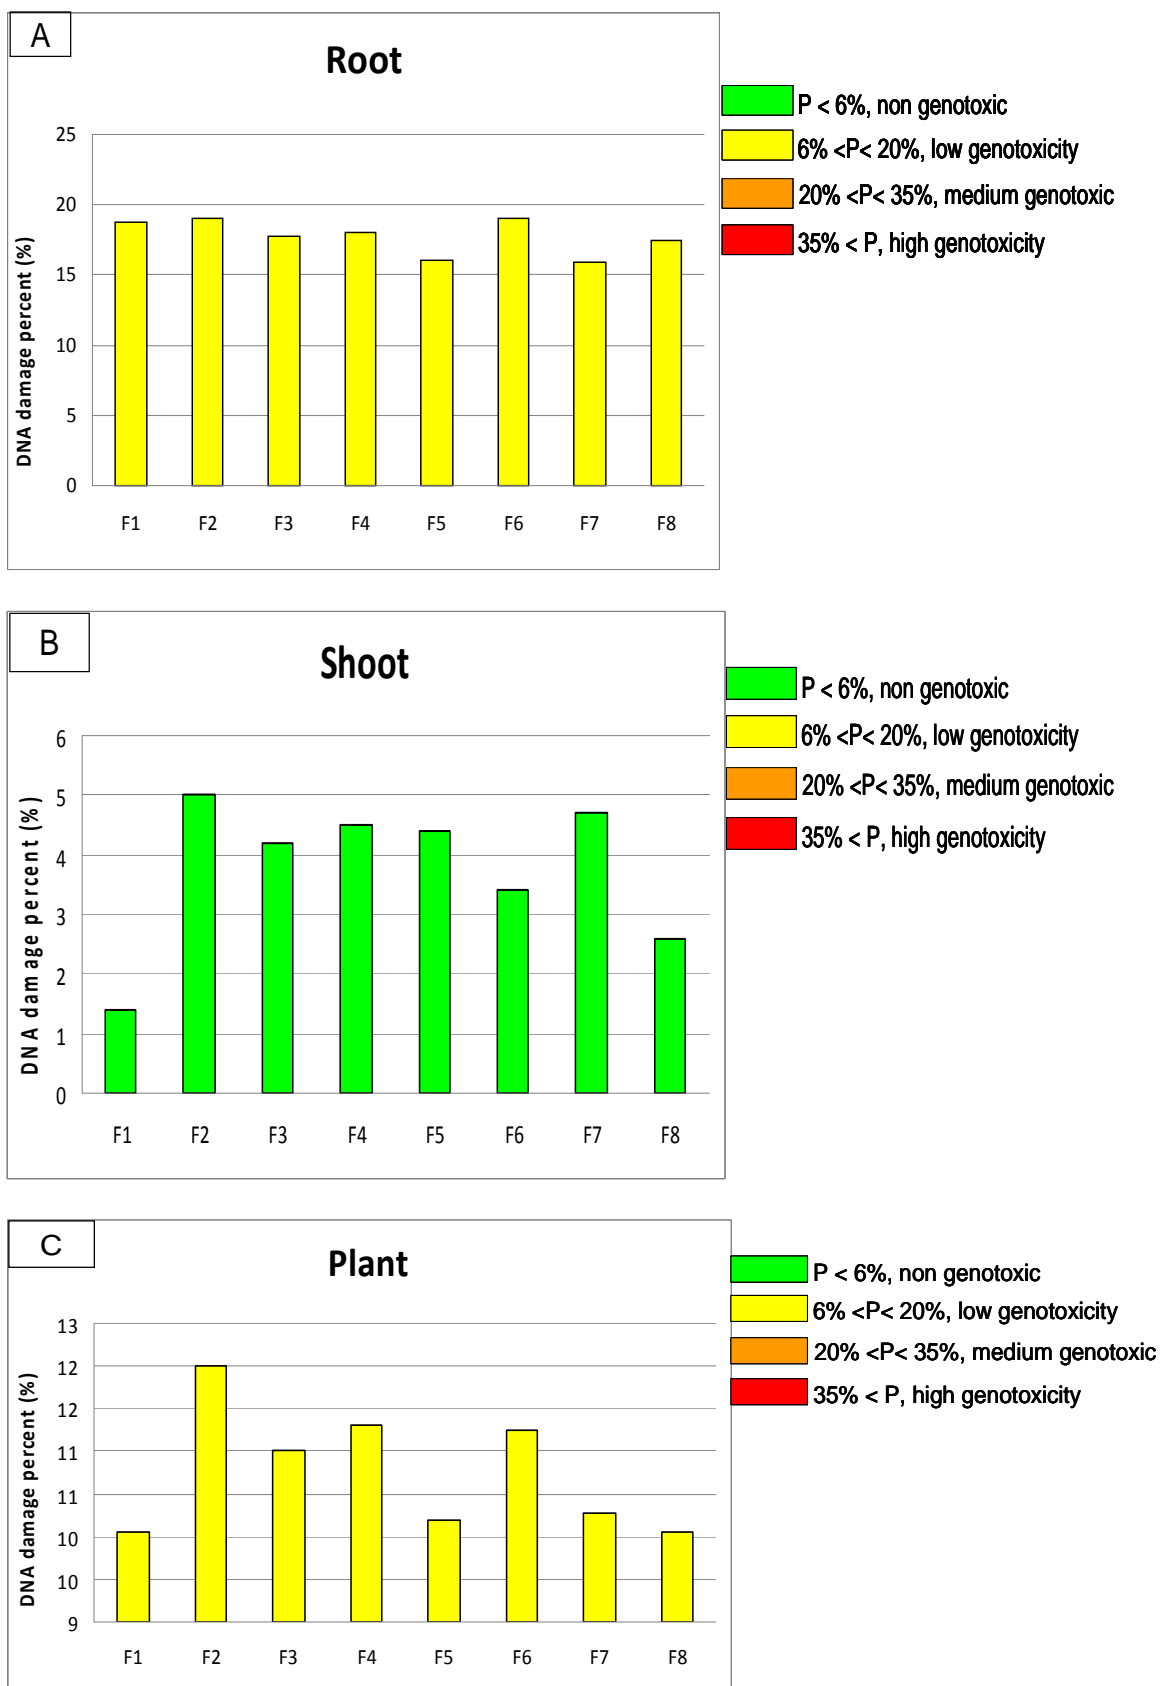 A
Root
P < 6%, non genotoxic
6% <P< 20%, low genotoxicity
20% <P< 35%, medium genotoxic
35% < P, high genotoxicity
DNA damage percent (%)
25
20
15
10
5
0
F1 F2 F3 F4 F5 F6 F7 F8
B
Shoot
P < 6%, non genotoxic
6% <P< 20%, low genotoxicity
20% <P< 35%, medium genotoxic
35% < P, high genotoxicity
DNA damage percent (%)
6
5
4
3
2
1
0
F1 F2 F3 F4 F5 F6 F7 F8
C
Plant
P < 6%, non genotoxic
6% <P< 20%, low genotoxicity
20% <P< 35%, medium genotoxic
35% < P, high genotoxicity
DNA damage percent (%)
13
12
12
11
11
10
10
9
F1 F2 F3 F4 F5 F6 F7 F8